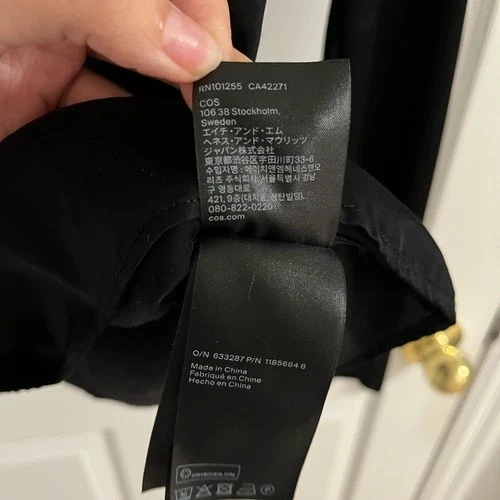 RN101255 CA42271
COS
106 38 Stockholm,
Sweden
エイチ・アンド・エム
ヘネス・アンド・マウリッツ
ジャパン株式会社
東京都渋谷区宇田川町33-6
수입자명:에이치앤엠헤네스앤모
리츠 주식회사, 서울특별시 강남
구 영동대로
421, 9층(대치동, 삼탄빌딩),
080-822-0220
cos.com
O/N 633287 P/N 1185684 8
Made in China
Fabriqué en Chine
Hecho en China
clevercare.info